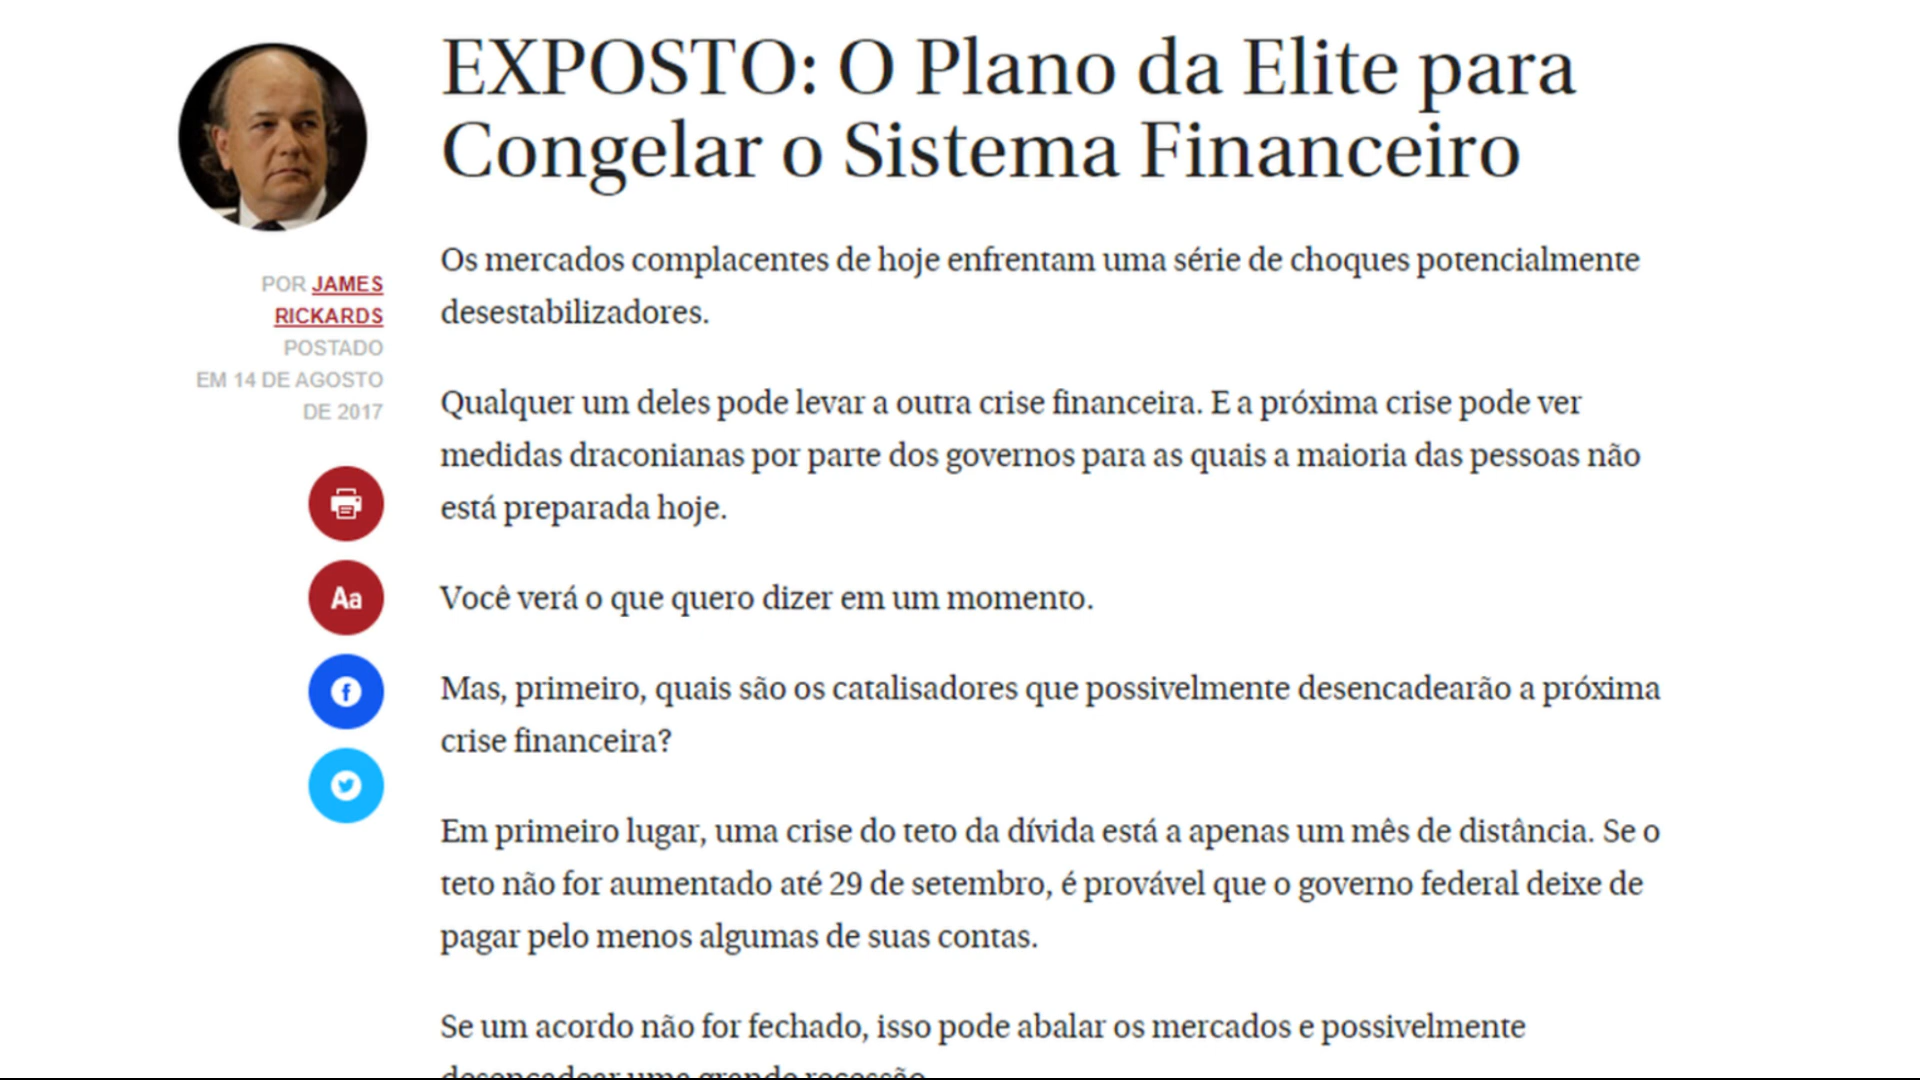 EXPOSTO: O Plano da Elite para
Congelar o Sistema Financeiro
POR JAMES
RICKARDS
POSTADO
EM 14 DE AGOSTO
DE 2017
Aa
Os mercados complacentes de hoje enfrentam uma série de choques potencialmente
desestabilizadores.
Qualquer um deles pode levar a outra crise financeira. E a próxima crise pode ver
medidas draconianas por parte dos governos para as quais a maioria das pessoas não
está preparada hoje.
Você verá o que quero dizer em um momento.
Mas, primeiro, quais são os catalisadores que possivelmente desencadearão a próxima
crise financeira?
Em primeiro lugar, uma crise do teto da dívida está a apenas um mês de distância. Se o
teto não for aumentado até 29 de setembro, é provável que o governo federal deixe de
pagar pelo menos algumas de suas contas.
Se um acordo não for fechado, isso pode abalar os mercados e possivelmente
desencadear uma grande recessão.